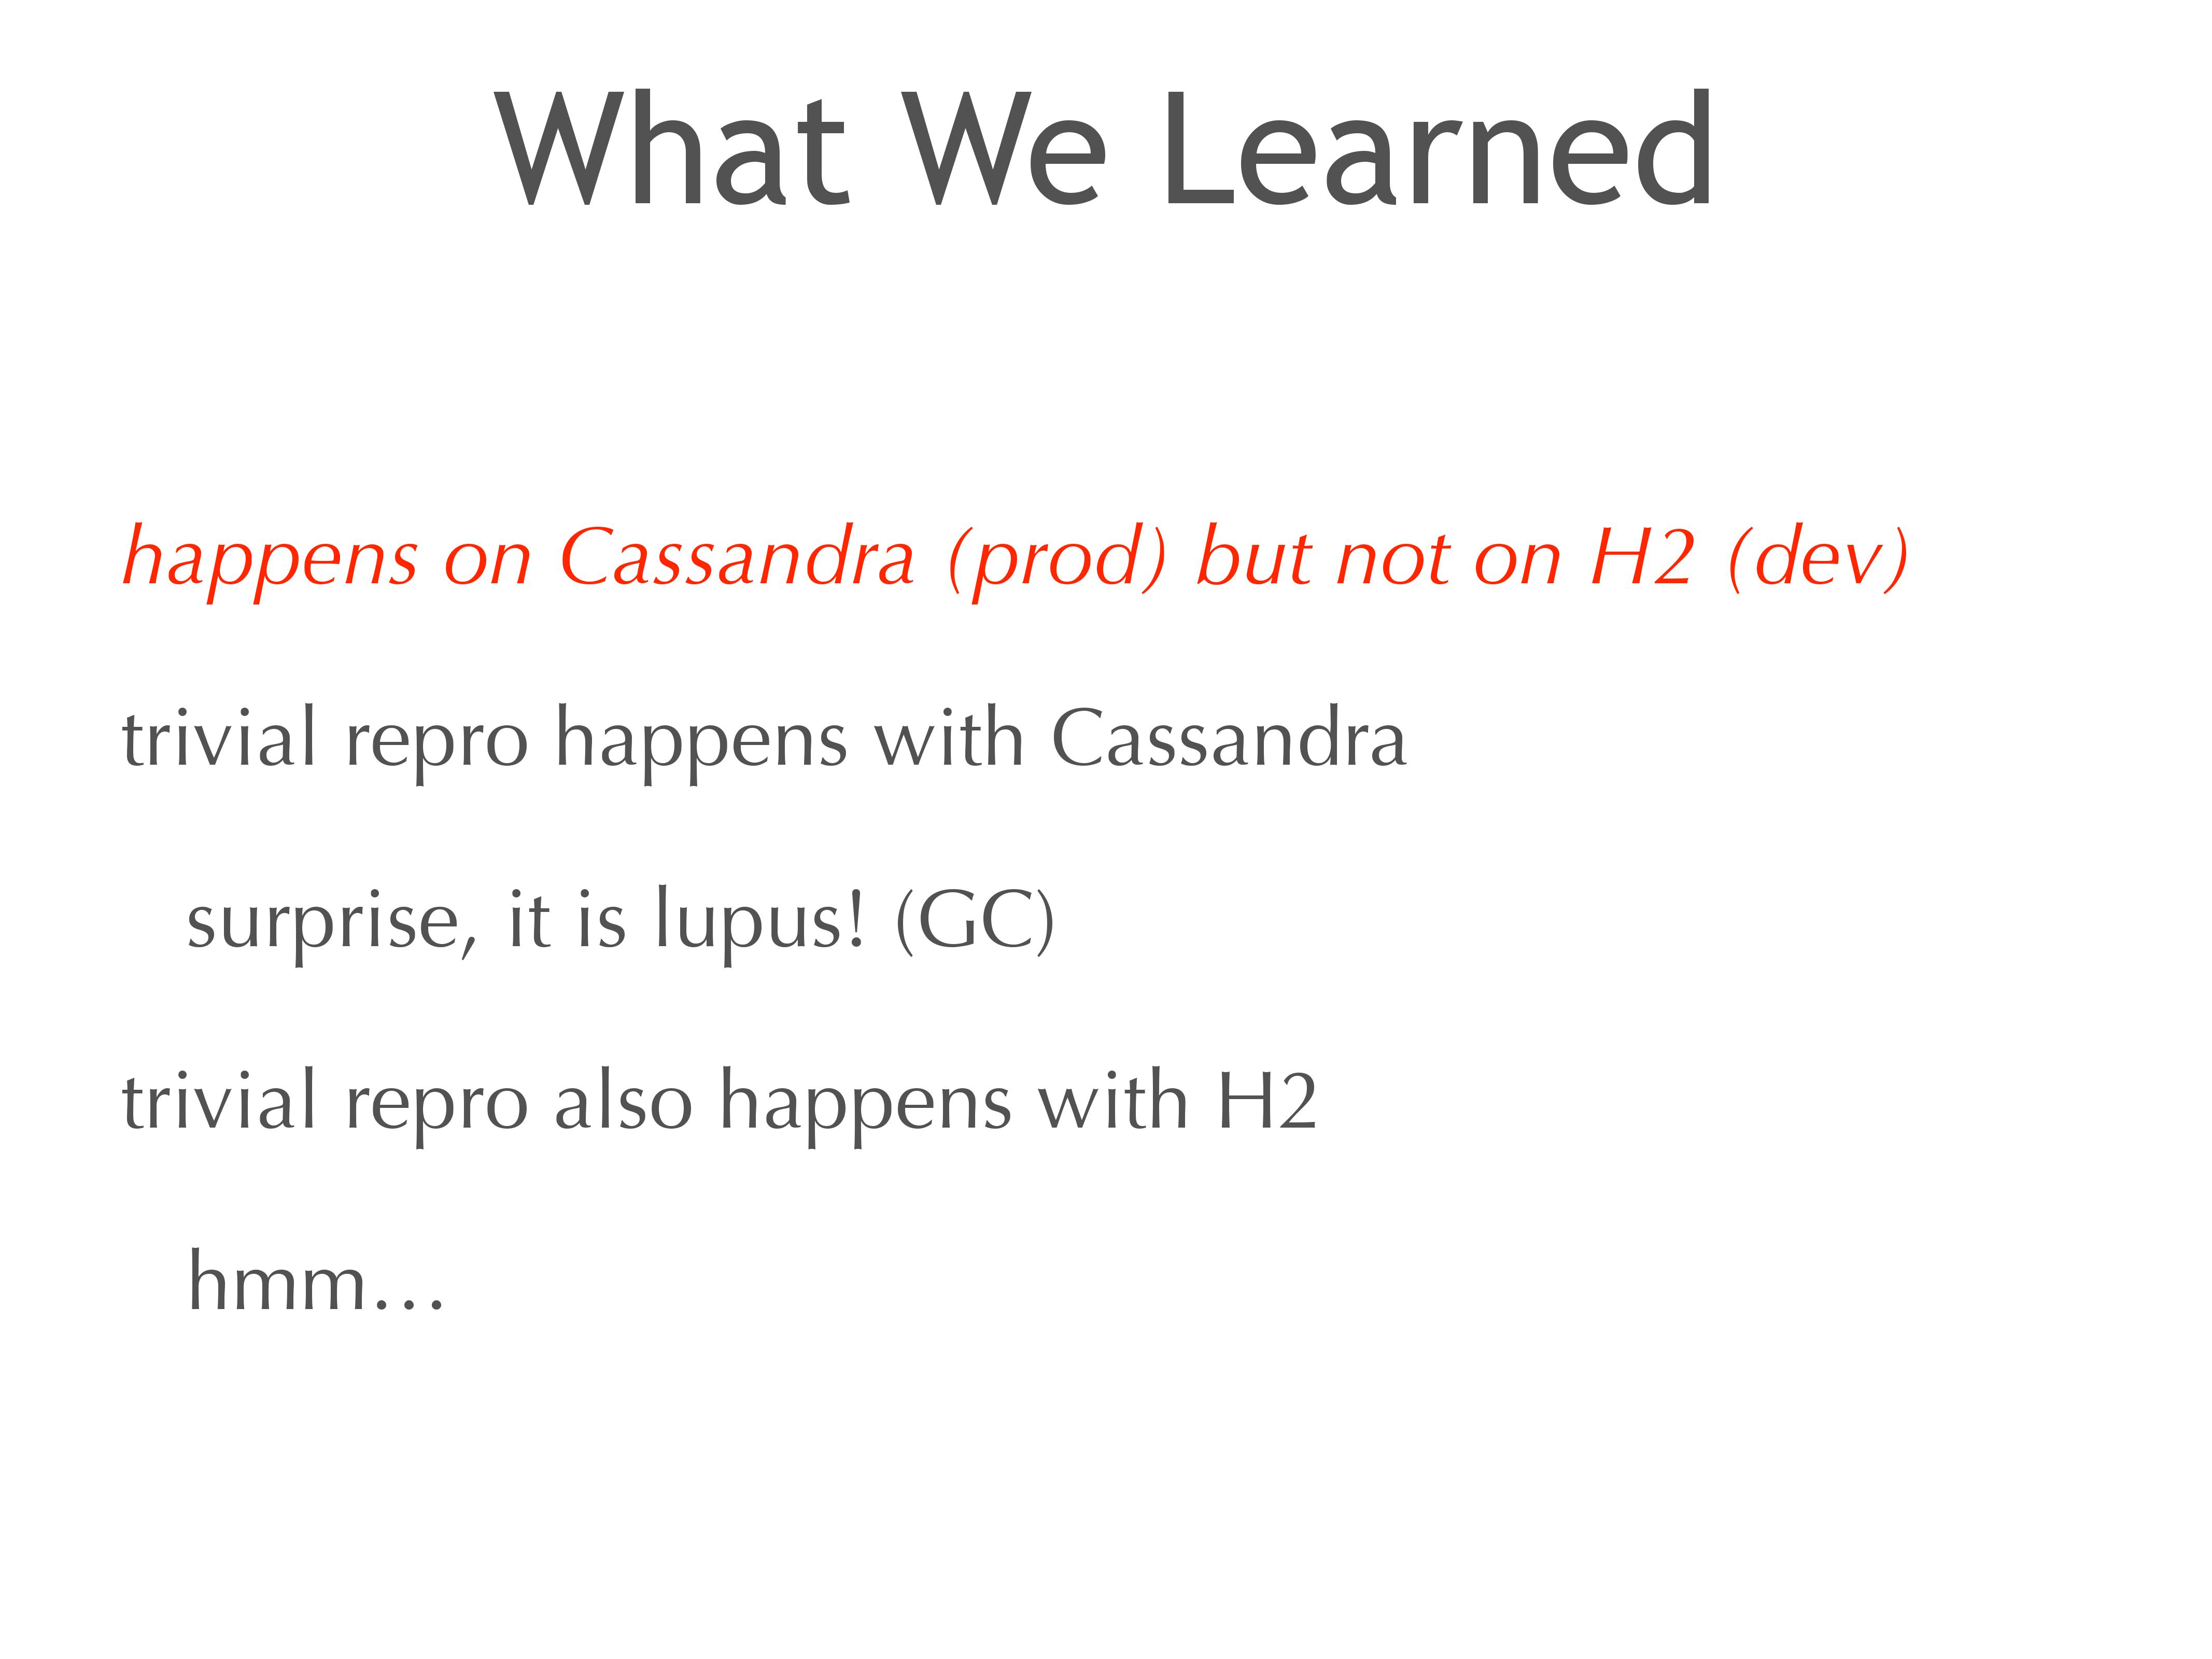 What We Learned
happens on Cassandra (prod) but not on H2 (dev)
trivial repro happens with Cassandra
surprise, it is lupus! (GC)
trivial repro also happens with H2
hmm…